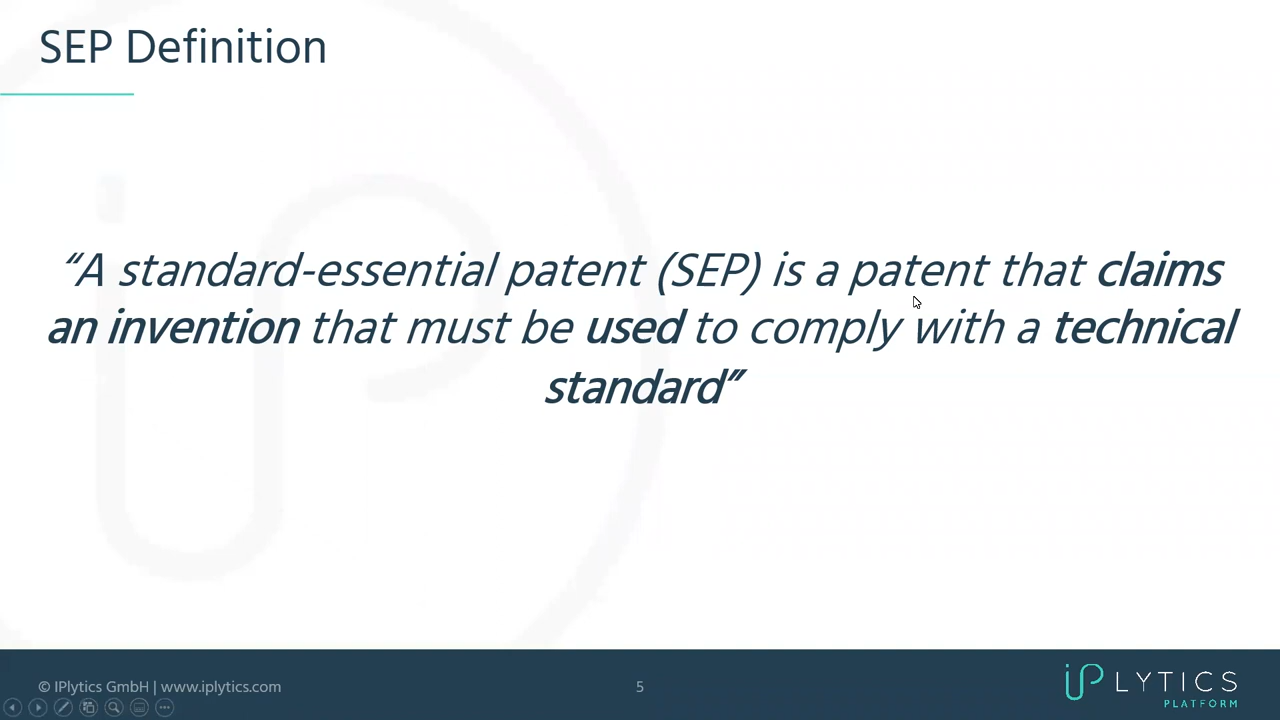 SEP Definition
“A standard-essential patent (SEP) is a patent that claims
an invention that must be used to comply with a technical
standard”
© IPlytics GmbH | www.iplytics.com
5
iPLYTICS
PLATFORM